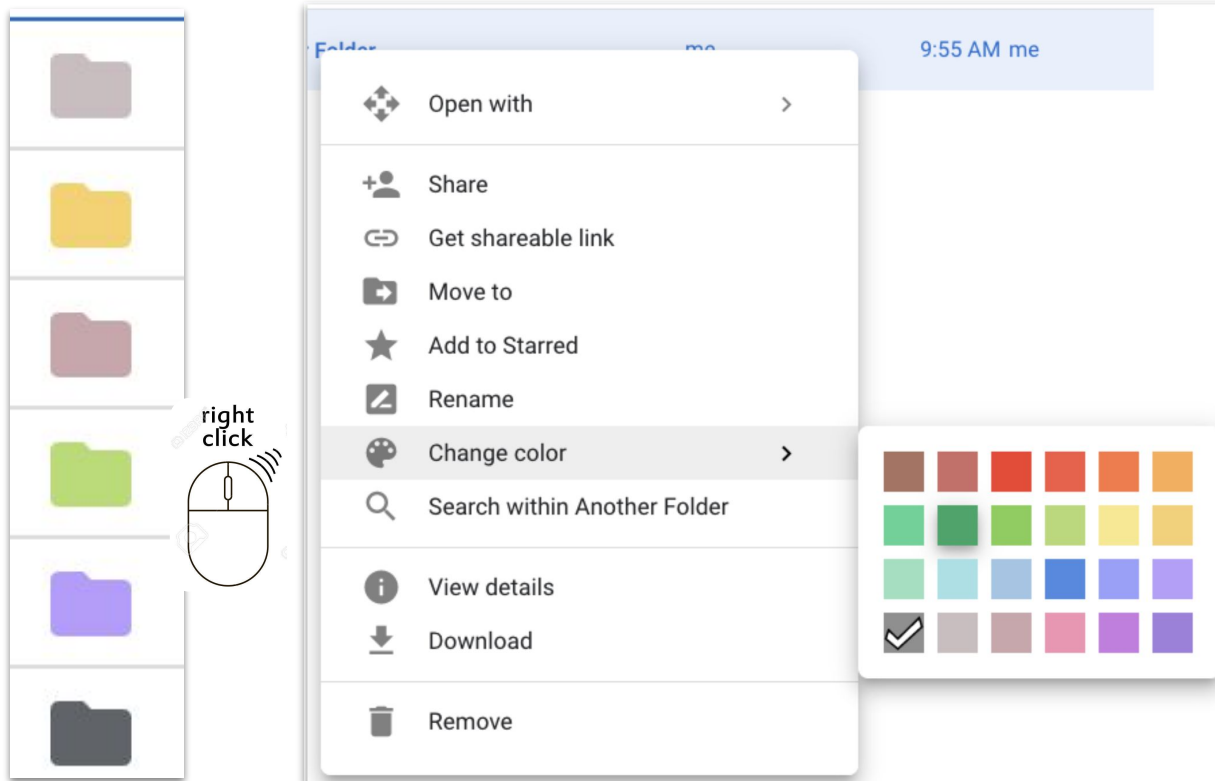 Folder
me
9:55 AM me
Open with
Share
Get shareable link
Move to
Add to Starred
Rename
right
click
Change color
Search within Another Folder
View details
Download
Remove